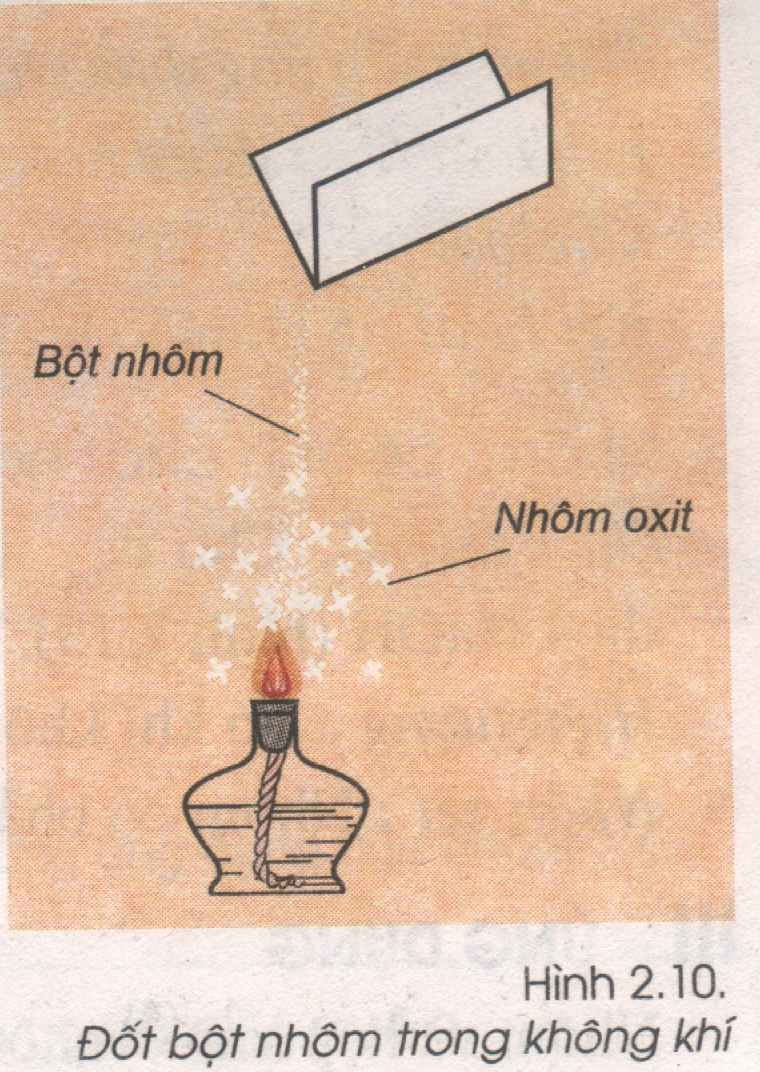 Bột nhôm
Nhôm oxit
Hình 2.10.
Đốt bột nhôm trong không khí